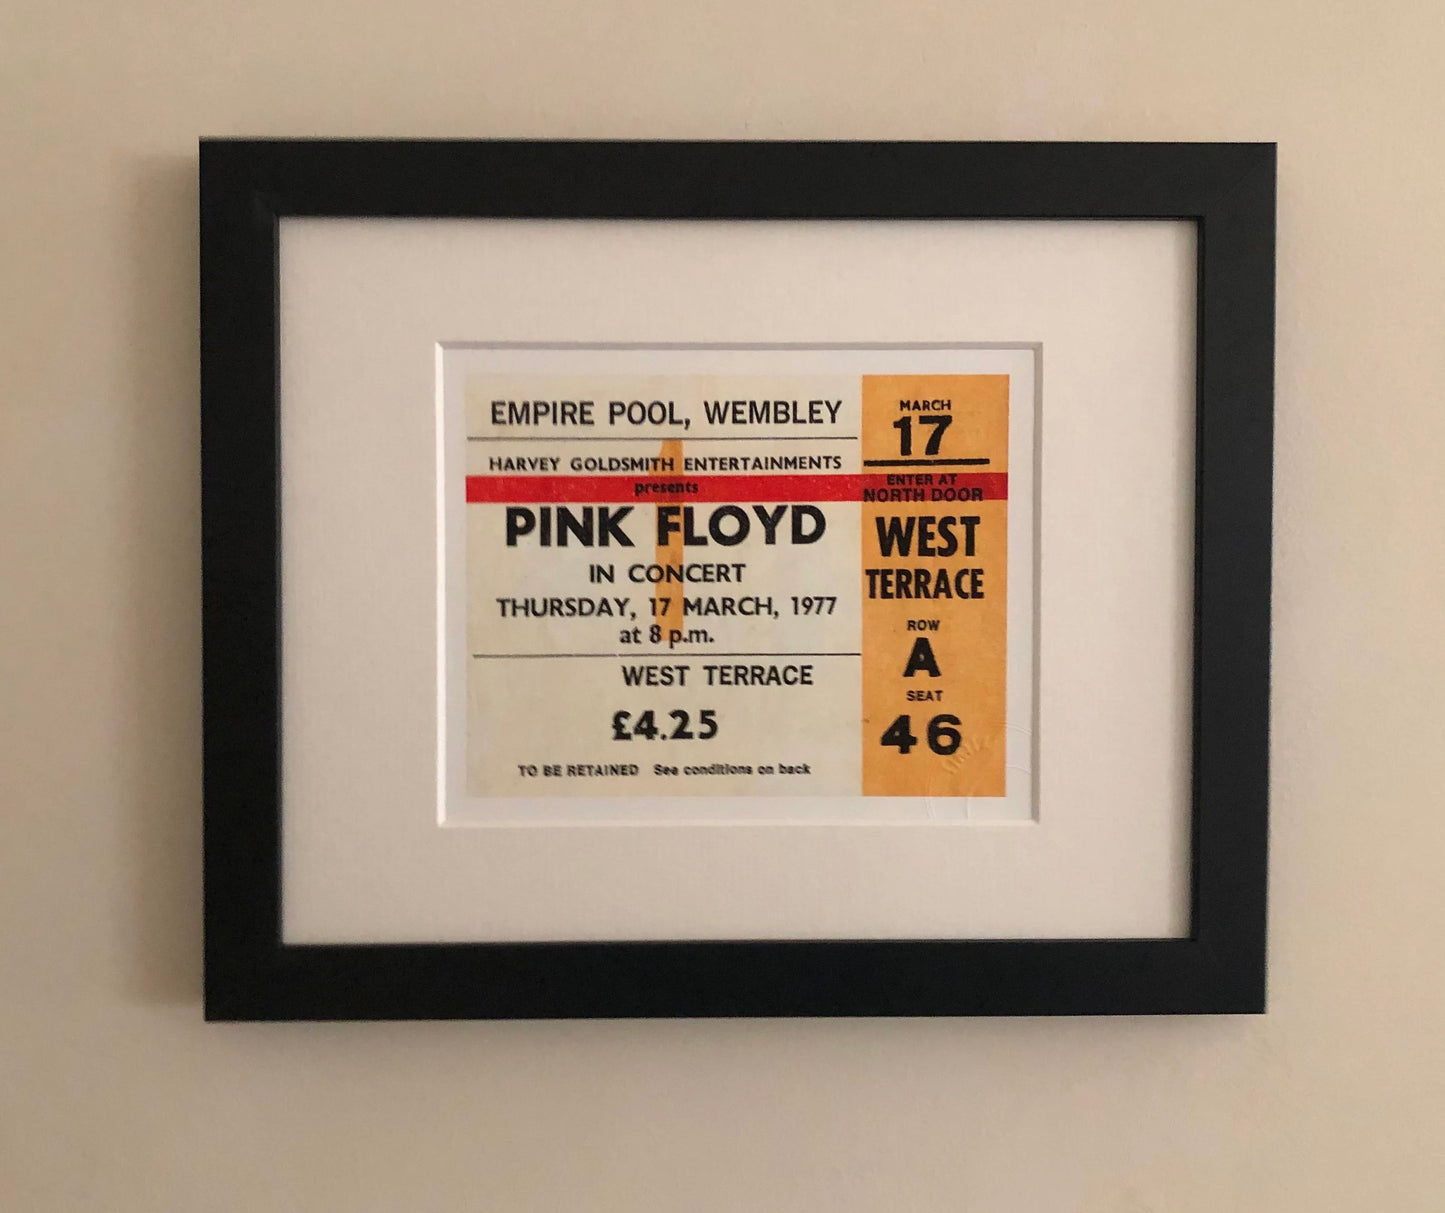 EMPIRE POOL, WEMBLEY
HARVEY GOLDSMITH ENTERTAINMENTS
presents
PINK FLOYD
IN CONCERT
THURSDAY, 17 MARCH, 1977
at 8 p.m.
WEST TERRACE
£4.25
TO BE RETAINED See conditions on back
MARCH
17
ENTER AT
NORTH DOOR
WEST
TERRACE
ROW
A
SEAT
46